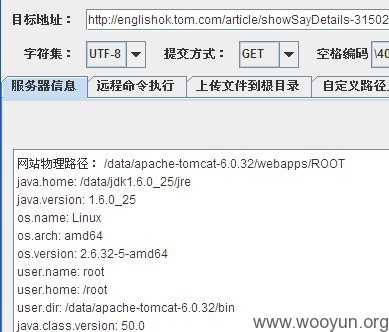 目标地址： http://englishok.tom.com/article/showSayDetails-31502
字符集： UTF-8 提交方式： GET 空格编码 \40
服务器信息 远程命令执行 上传文件到根目录 自定义路径上
网站物理路径： /data/apache-tomcat-6.0.32/webapps/ROOT
java.home: /data/jdk1.6.0_25/jre
java.version: 1.6.0_25
os.name: Linux
os.arch: amd64
os.version: 2.6.32-5-amd64
user.name: root
user.home: /root
user.dir: /data/apache-tomcat-6.0.32/bin
java.class.version: 50.0
www.wooyun.org